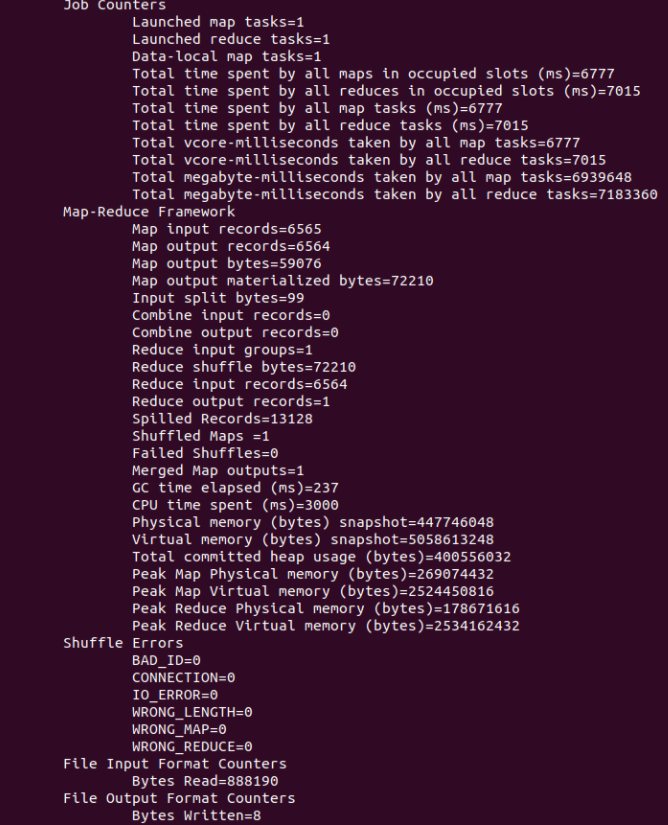 Job Counters
Launched map tasks=1
Launched reduce tasks=1
Data-local map tasks=1
Total time spent by all maps in occupied slots (ms)=6777
Total time spent by all reduces in occupied slots (ms)=7015
Total time spent by all map tasks (ms)=6777
Total time spent by all reduce tasks (ms)=7015
Total vcore-milliseconds taken by all map tasks=6777
Total vcore-milliseconds taken by all reduce tasks=7015
Total megabyte-milliseconds taken by all map tasks=6939648
Total megabyte-milliseconds taken by all reduce tasks=7183360
Map-Reduce Framework
Map input records=6565
Map output records=6564
Map output bytes=59076
Map output materialized bytes=72210
Input split bytes=99
Combine input records=0
Combine output records=0
Reduce input groups=1
Reduce shuffle bytes=72210
Reduce input records=6564
Reduce output records=1
Spilled Records=13128
Shuffled Maps =1
Failed Shuffles=0
Merged Map outputs=1
GC time elapsed (ms)=237
CPU time spent (ms)=3000
Physical memory (bytes) snapshot=447746048
Virtual memory (bytes) snapshot=5058613248
Total committed heap usage (bytes)=400556032
Peak Map Physical memory (bytes)=269074432
Peak Map Virtual memory (bytes)=2524450816
Peak Reduce Physical memory (bytes)=178671616
Peak Reduce Virtual memory (bytes)=2534162432
Shuffle Errors
BAD_ID=0
CONNECTION=0
IO_ERROR=0
WRONG_LENGTH=0
WRONG_MAP=0
WRONG_REDUCE=0
File Input Format Counters
Bytes Read=888190
File Output Format Counters
Bytes Written=8